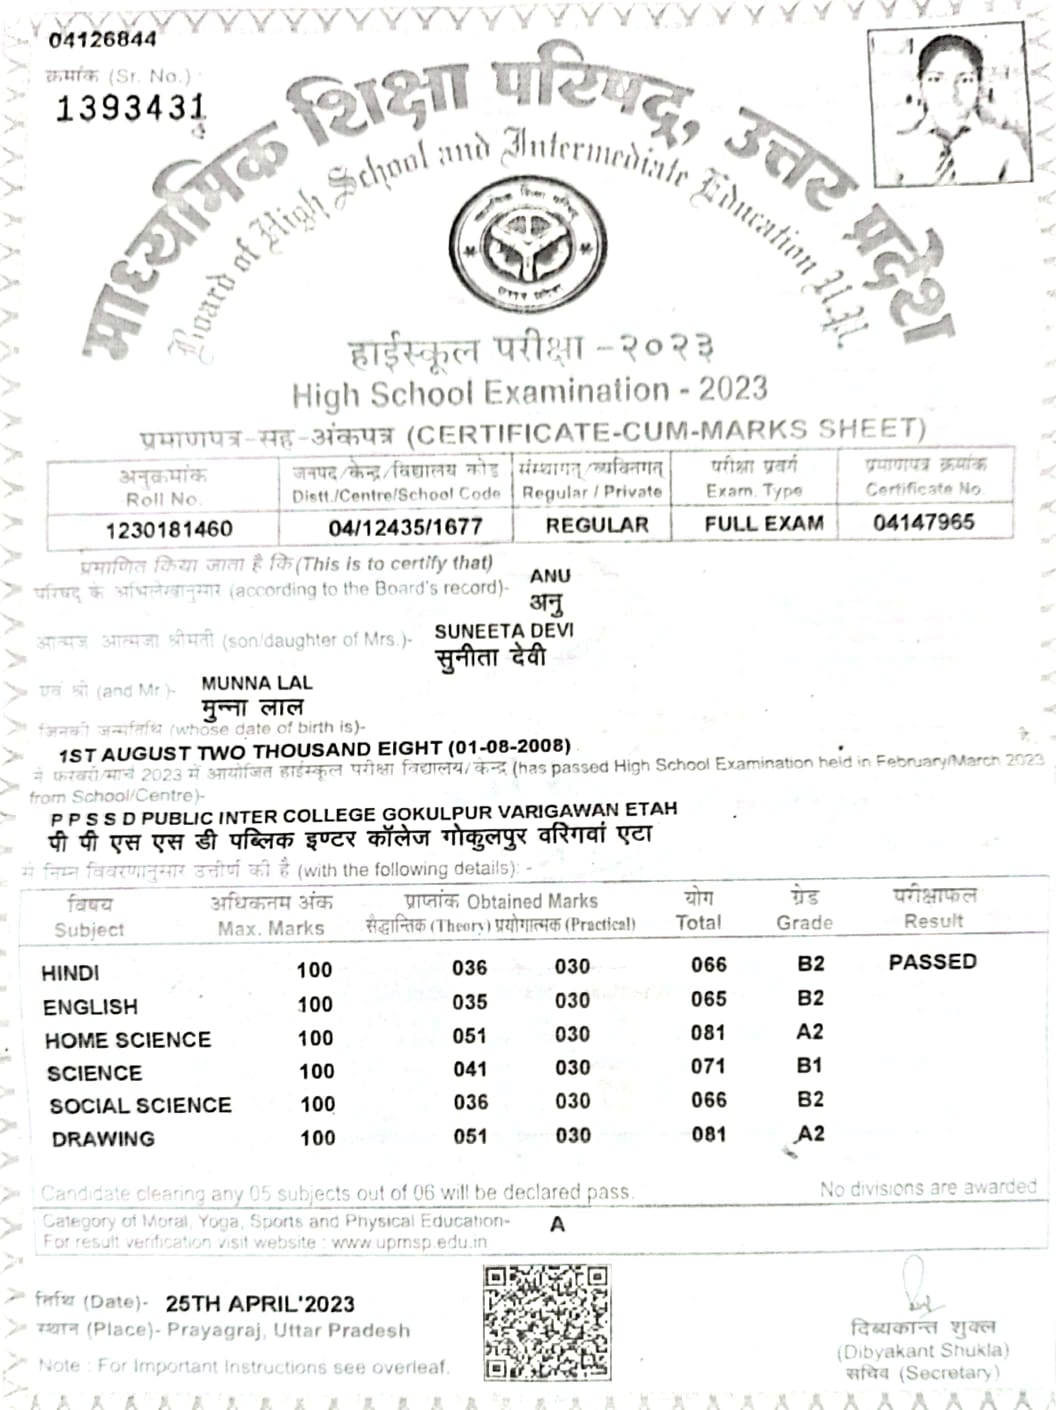 04126844
क्रमांक (Sr. No.) :
1393431
माध्यमिक शिक्षा परिषद्, उत्तर प्रदेश
Board of High School and Intermediate Education U.P.
माध्यमिक शिक्षा परिषद
उत्तर प्रदेश
हाईस्कूल परीक्षा -२०२३
High School Examination - 2023
प्रमाणपत्र-सह-अंकपत्र (CERTIFICATE-CUM-MARKS SHEET)
अनुक्रमांक जनपद/केन्द्र/विद्यालय कोड संस्थागत/व्यक्तिगत परीक्षा प्रवर्ग प्रमाणपत्र क्रमांक
Roll No. Distt./Centre/School Code Regular / Private Exam. Type Certificate No.
1230181460 04/12435/1677 REGULAR FULL EXAM 04147965
प्रमाणित किया जाता है कि (This is to certify that)
परिषद् के अभिलेखानुसार (according to the Board's record)- ANU
अनु
आत्मज आत्मजा श्रीमती (son/daughter of Mrs.)- SUNEETA DEVI
सुनीता देवी
एवं श्री (and Mr.)- MUNNA LAL
मुन्ना लाल
जिनकी जन्मतिथि (whose date of birth is)-
1ST AUGUST TWO THOUSAND EIGHT (01-08-2008) है
ने फरवरी/मार्च 2023 में आयोजित हाईस्कूल परीक्षा विद्यालय/केन्द्र (has passed High School Examination held in February/March 2023
from School/Centre)-
P P S S D PUBLIC INTER COLLEGE GOKULPUR VARIGAWAN ETAH
पी पी एस एस डी पब्लिक इण्टर कॉलेज गोकुलपुर वरिगवां एटा
से निम्न विवरणानुसार उत्तीर्ण की है (with the following details): -
विषय अधिकतम अंक प्राप्तांक Obtained Marks योग ग्रेड परीक्षाफल
Subject Max. Marks सैद्धान्तिक (Theory) प्रयोगात्मक (Practical) Total Grade Result
HINDI 100 036 030 066 B2 PASSED
ENGLISH 100 035 030 065 B2
HOME SCIENCE 100 051 030 081 A2
SCIENCE 100 041 030 071 B1
SOCIAL SCIENCE 100 036 030 066 B2
DRAWING 100 051 030 081 A2
Candidate clearing any 05 subjects out of 06 will be declared pass. No divisions are awarded
Category of Moral, Yoga, Sports and Physical Education- A
For result verification visit website : www.upmsp.edu.in
तिथि (Date)- 25TH APRIL'2023
स्थान (Place)- Prayagraj, Uttar Pradesh
Note : For Important Instructions see overleaf.
दिव्यकान्त शुक्ल
(Dibyakant Shukla)
सचिव (Secretary)